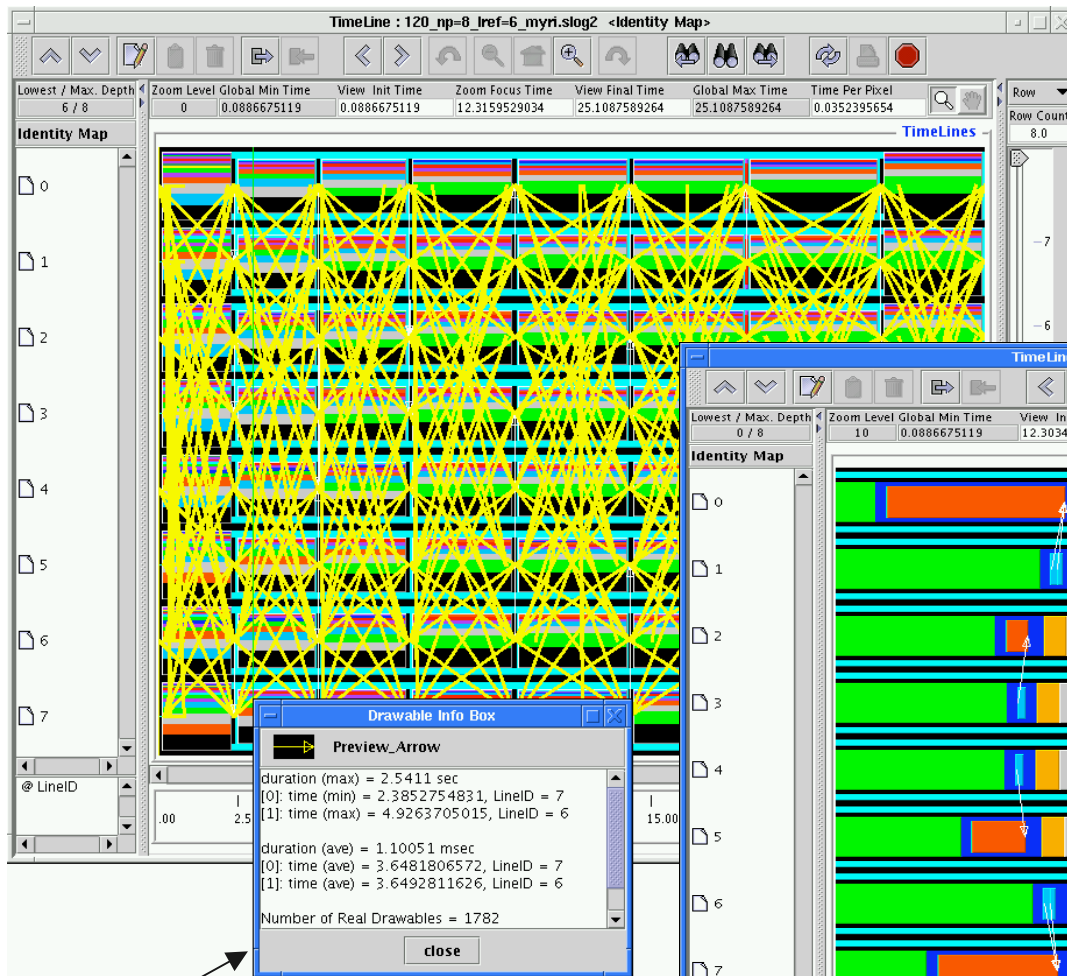 TimeLine : 120_np=8_lref=6_myri.slog2 <Identity Map>
Lowest / Max. Depth
6 / 8
Zoom Level
0
Global Min Time
0.0886675119
View Init Time
0.0886675119
Zoom Focus Time
12.3159529034
View Final Time
25.1087589264
Global Max Time
25.1087589264
Time Per Pixel
0.0352395654
Row
Row Count
8.0
Identity Map
TimeLines
0
1
2
3
4
5
6
7
7
6
@ LineID
.00
2.5
15.00
TimeLin
Lowest / Max. Depth
0 / 8
Zoom Level
10
Global Min Time
0.0886675119
View In
12.3034
Identity Map
0
1
2
3
4
5
6
7
Drawable Info Box
Preview_Arrow
duration (max) = 2.5411 sec
[0]: time (min) = 2.3852754831, LineID = 7
[1]: time (max) = 4.9263705015, LineID = 6
duration (ave) = 1.10051 msec
[0]: time (ave) = 3.6481806572, LineID = 7
[1]: time (ave) = 3.6492811626, LineID = 6
Number of Real Drawables = 1782
close